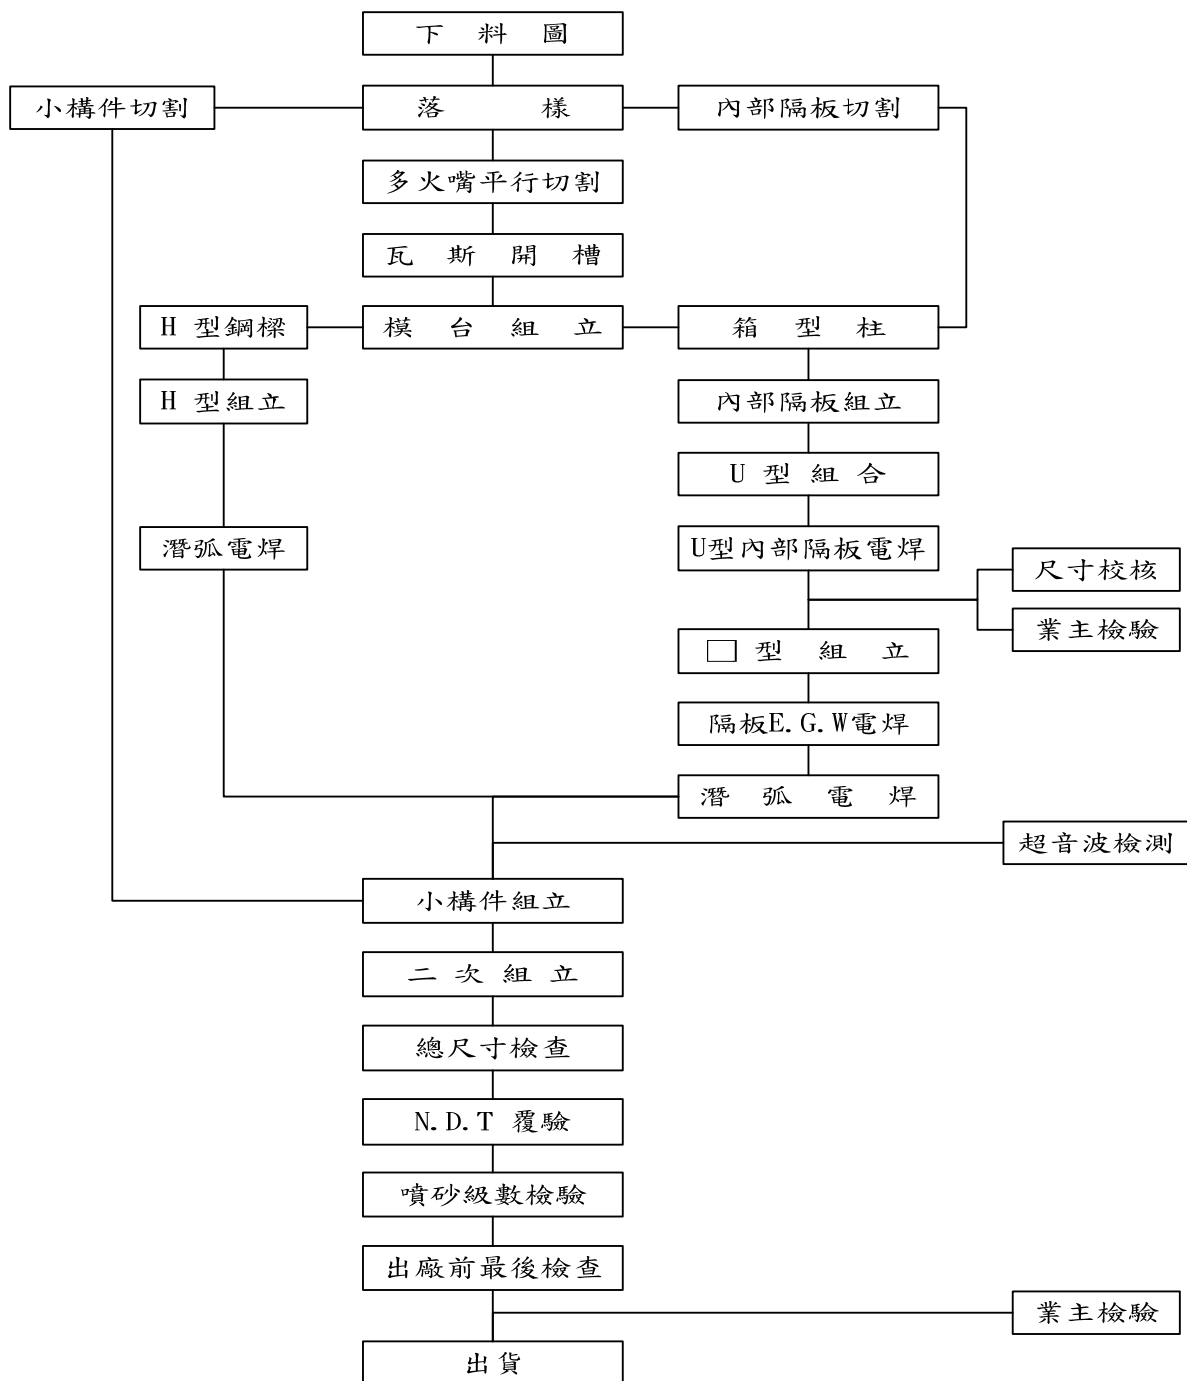 下料圖
小構件切割
落樣
內部隔板切割
多火嘴平行切割
瓦斯開槽
H 型鋼樑
模台組立
箱型柱
H 型組立
內部隔板組立
U 型組合
潛弧電焊
U型內部隔板電焊
尺寸校核
業主檢驗
□型組立
隔板E.G.W電焊
潛弧電焊
超音波檢測
小構件組立
二次組立
總尺寸檢查
N.D.T 覆驗
噴砂級數檢驗
出廠前最後檢查
業主檢驗
出貨